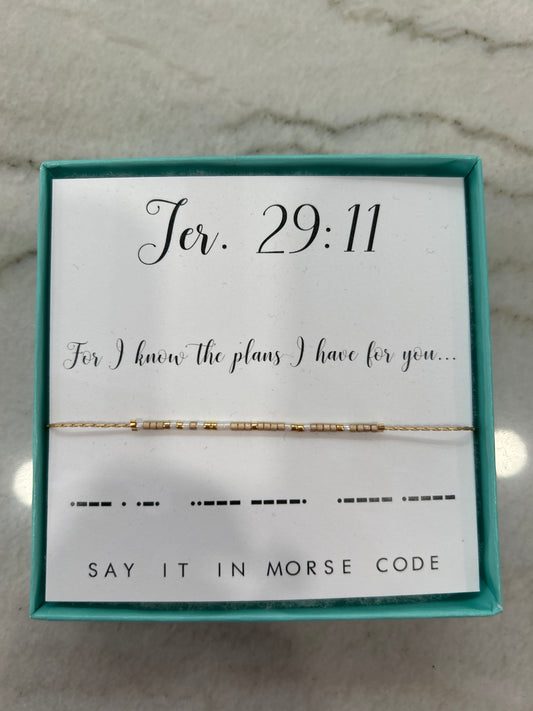 Jer. 29:11
For I know the plans I have for you...
·--- · ·-· ··--- ----· ·---- ·----
SAY IT IN MORSE CODE